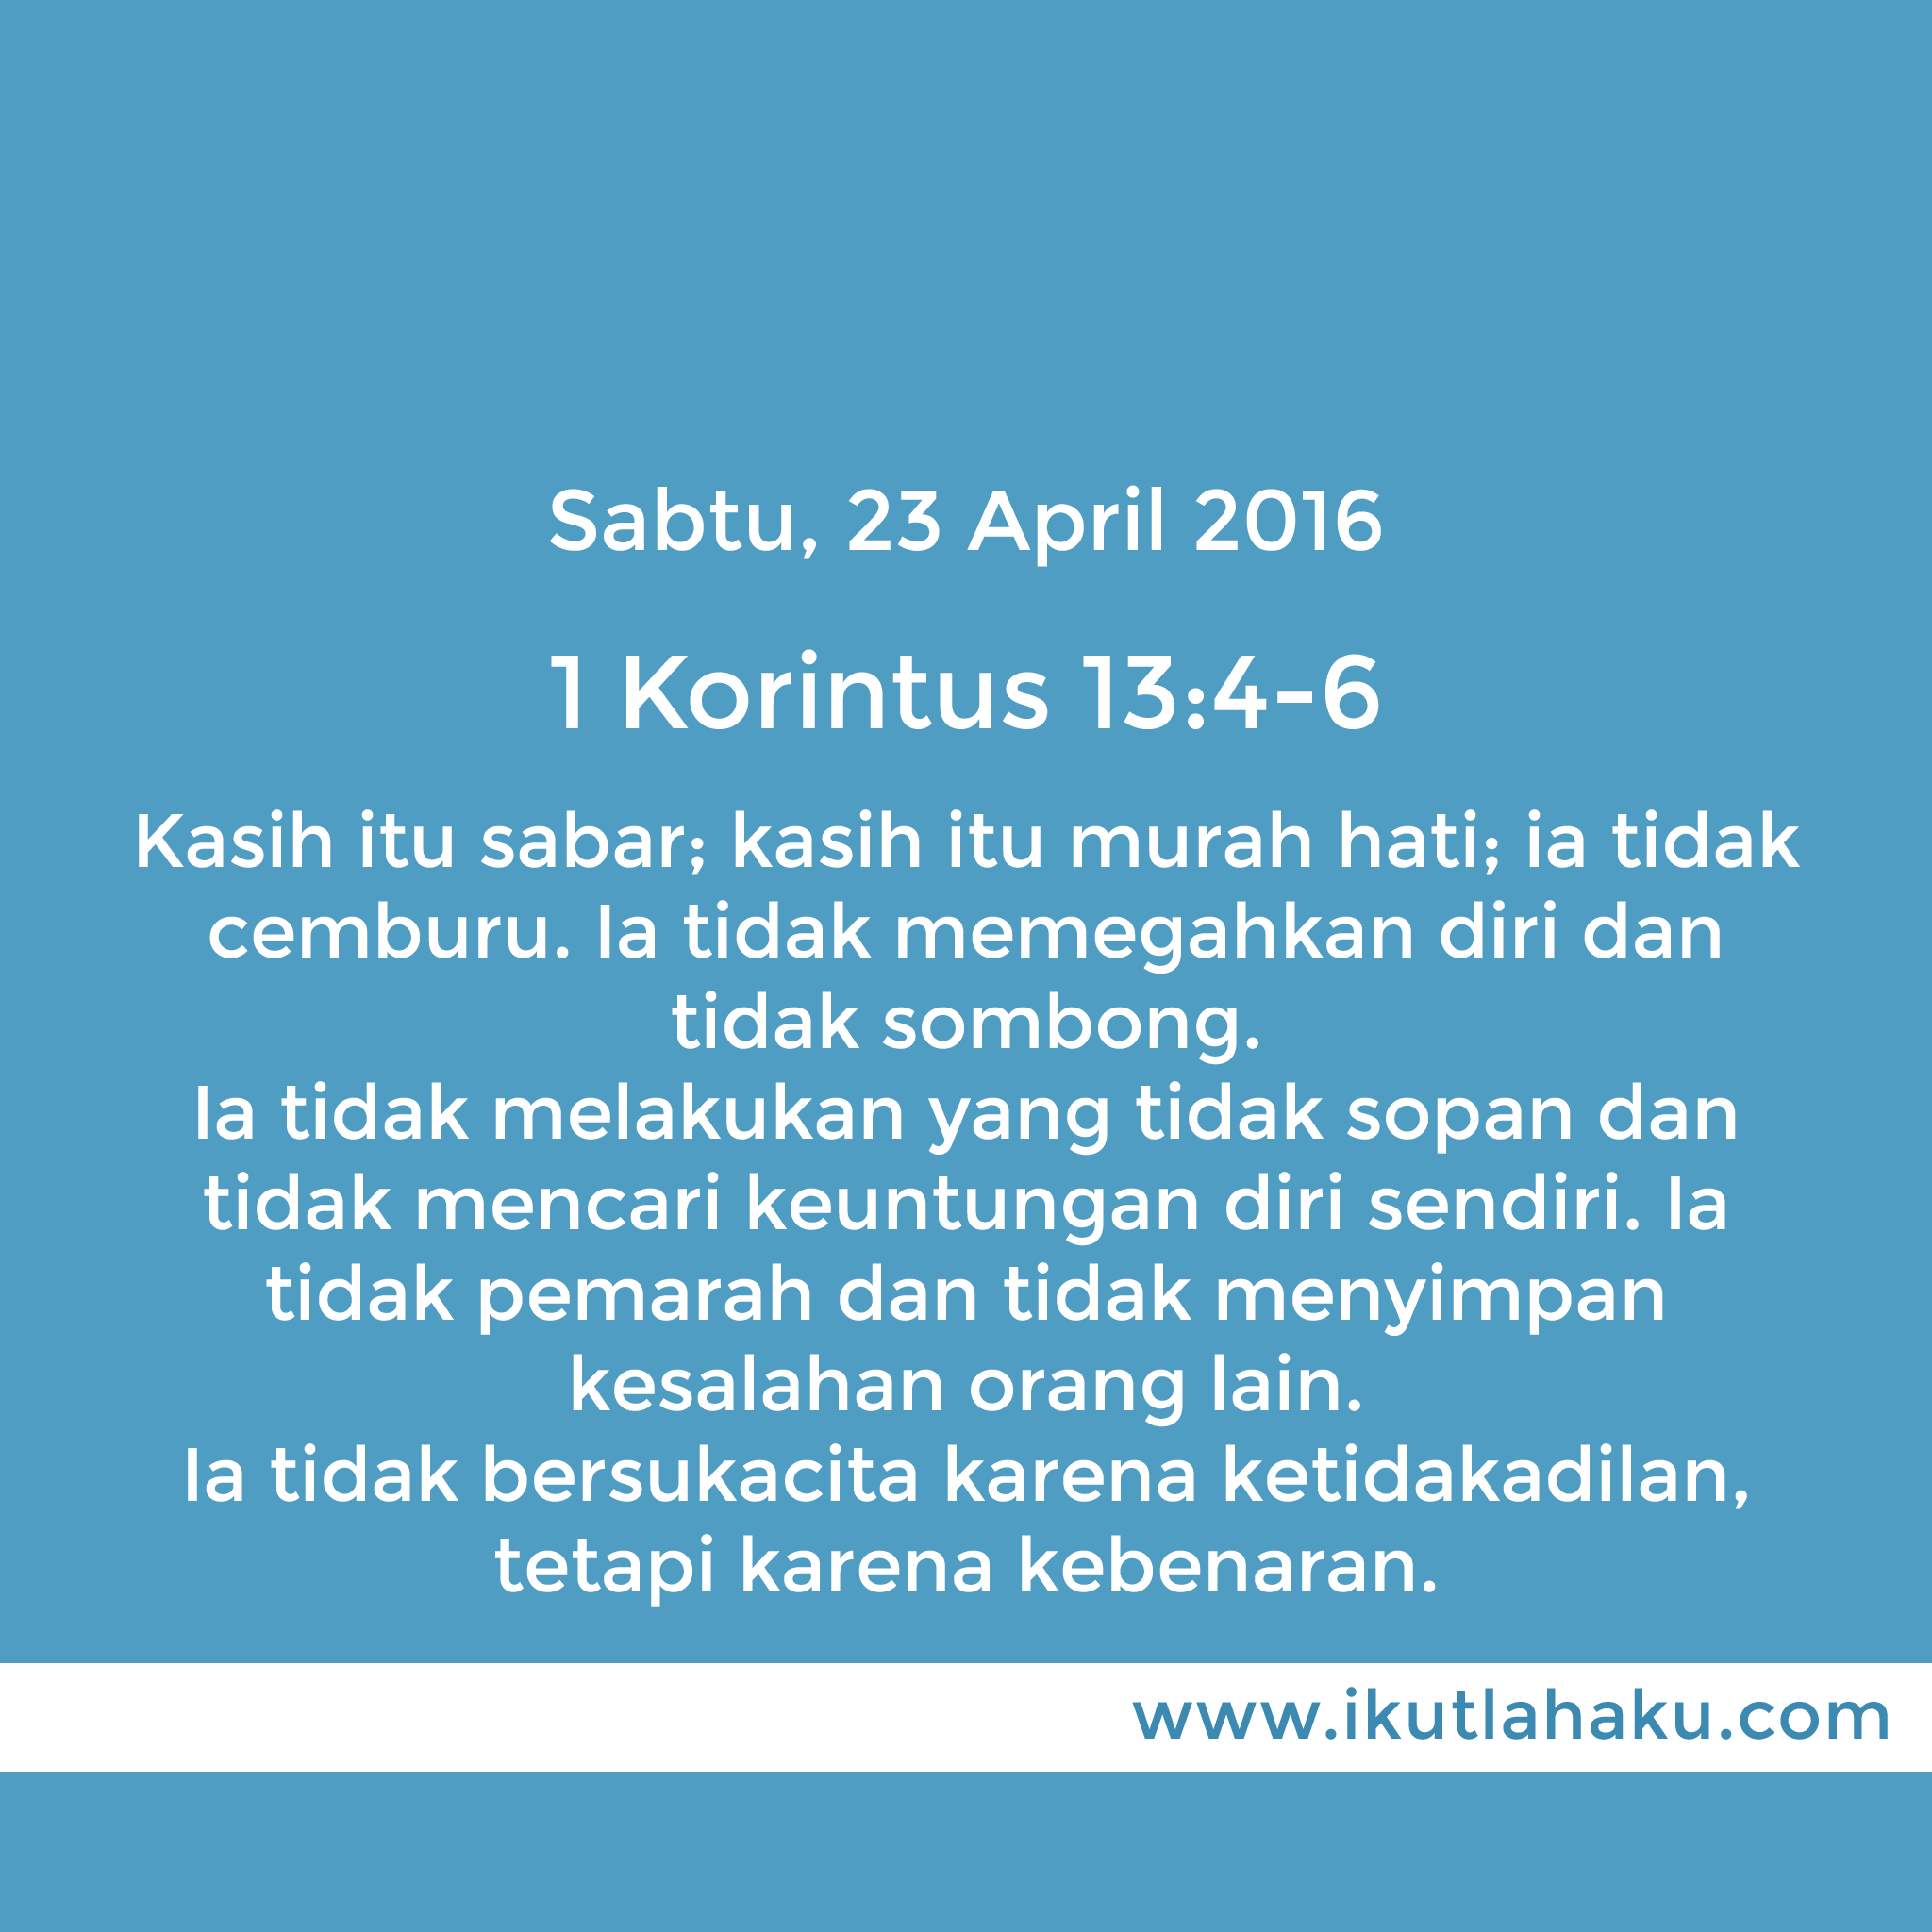 Sabtu, 23 April 2016
1 Korintus 13:4-6
Kasih itu sabar; kasih itu murah hati; ia tidak
cemburu. Ia tidak memegahkan diri dan
tidak sombong.
Ia tidak melakukan yang tidak sopan dan
tidak mencari keuntungan diri sendiri. Ia
tidak pemarah dan tidak menyimpan
kesalahan orang lain.
Ia tidak bersukacita karena ketidakadilan,
tetapi karena kebenaran.
www.ikutlahaku.com